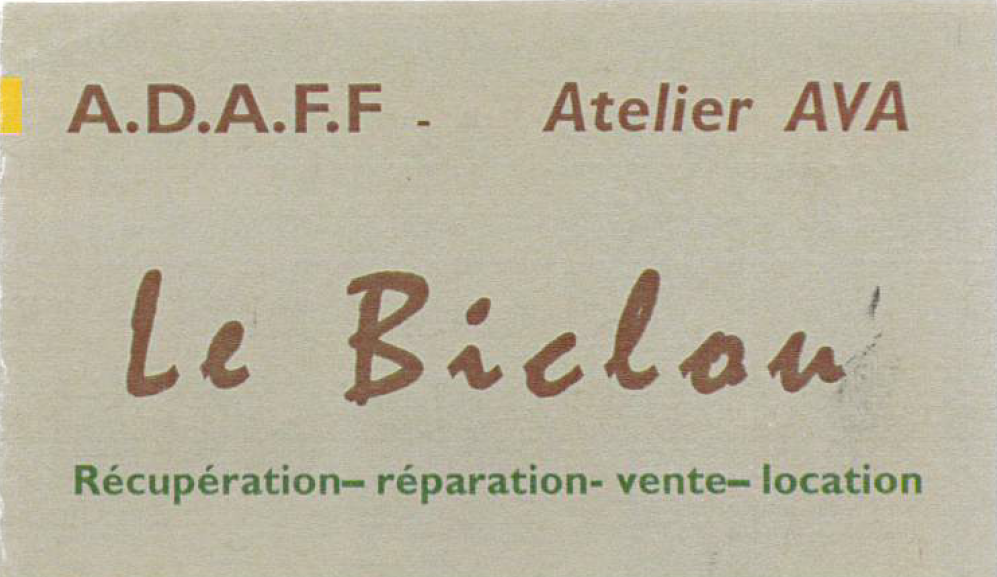 A.D.A.F.F - Atelier AVA
Le Biclou
Récupération– réparation- vente– location